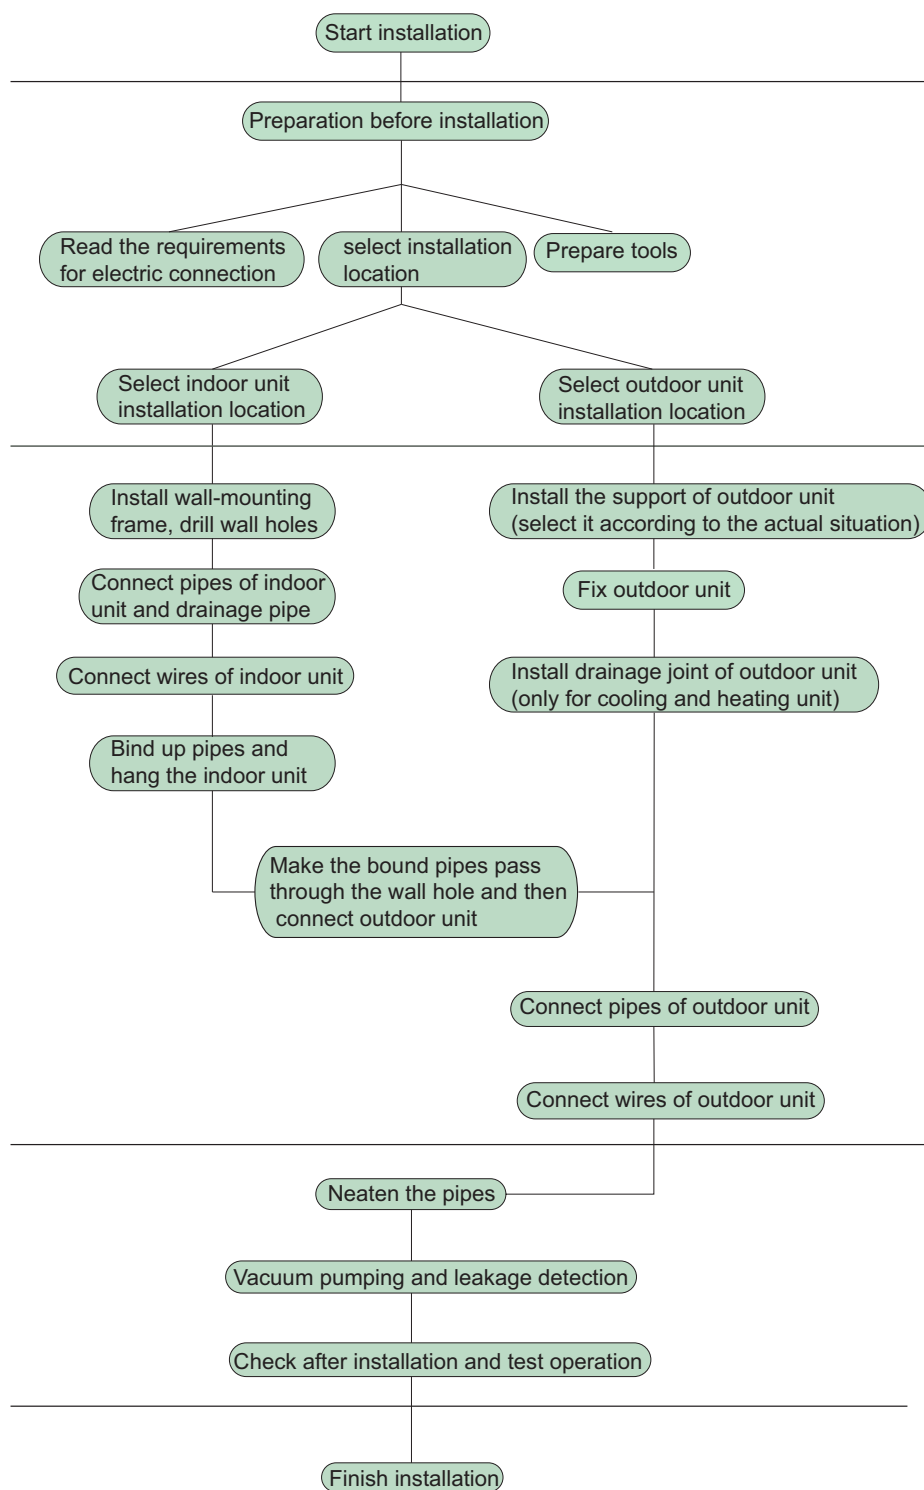 Start installation
Preparation before installation
Read the requirements
for electric connection
select installation
location
Prepare tools
Select indoor unit
installation location
Select outdoor unit
installation location
Install wall-mounting
frame, drill wall holes
Install the support of outdoor unit
(select it according to the actual situation)
Connect pipes of indoor
unit and drainage pipe
Fix outdoor unit
Connect wires of indoor unit
Install drainage joint of outdoor unit
(only for cooling and heating unit)
Bind up pipes and
hang the indoor unit
Make the bound pipes pass
through the wall hole and then
connect outdoor unit
Connect pipes of outdoor unit
Connect wires of outdoor unit
Neaten the pipes
Vacuum pumping and leakage detection
Check after installation and test operation
Finish installation